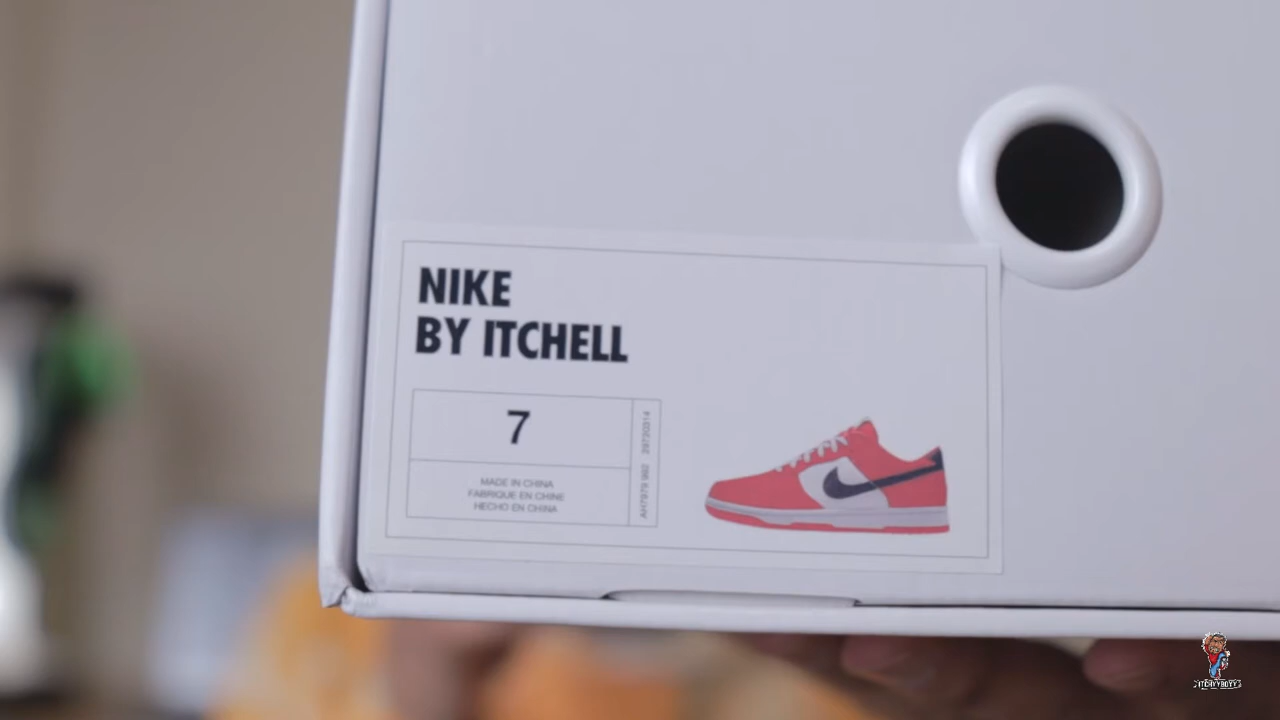 NIKE
BY ITCHELL
7
MADE IN CHINA
FABRIQUE EN CHINE
HECHO EN CHINA